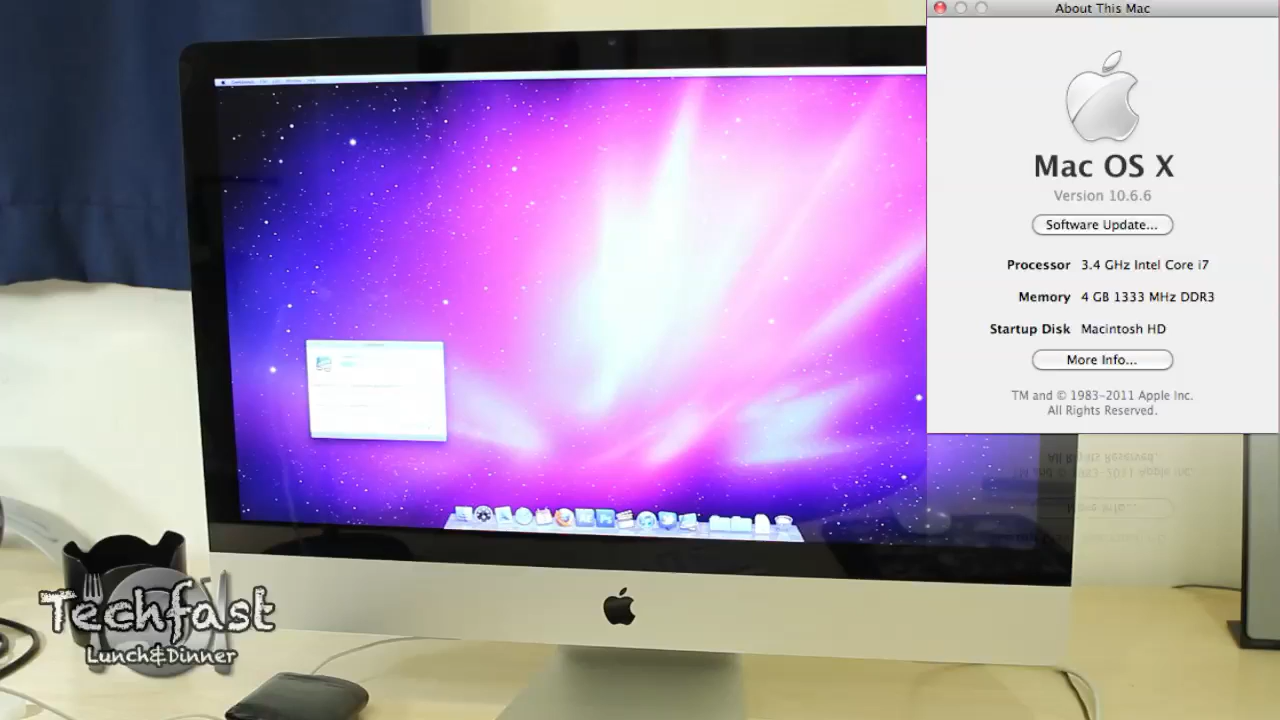 About This Mac
Mac OS X
Version 10.6.6
Software Update...
Processor 3.4 GHz Intel Core i7
Memory 4 GB 1333 MHz DDR3
Startup Disk Macintosh HD
More Info...
TM and © 1983-2011 Apple Inc.
All Rights Reserved.
Techfast
Lunch&Dinner